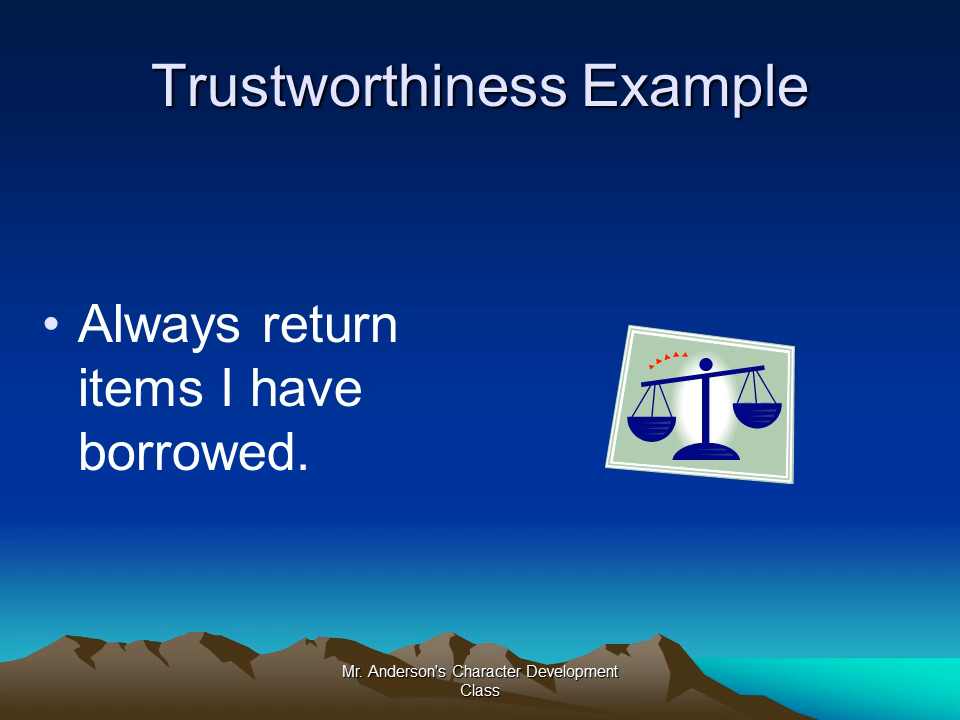 Trustworthiness Example
• Always return
items I have
borrowed.
Mr. Anderson's Character Development
Class